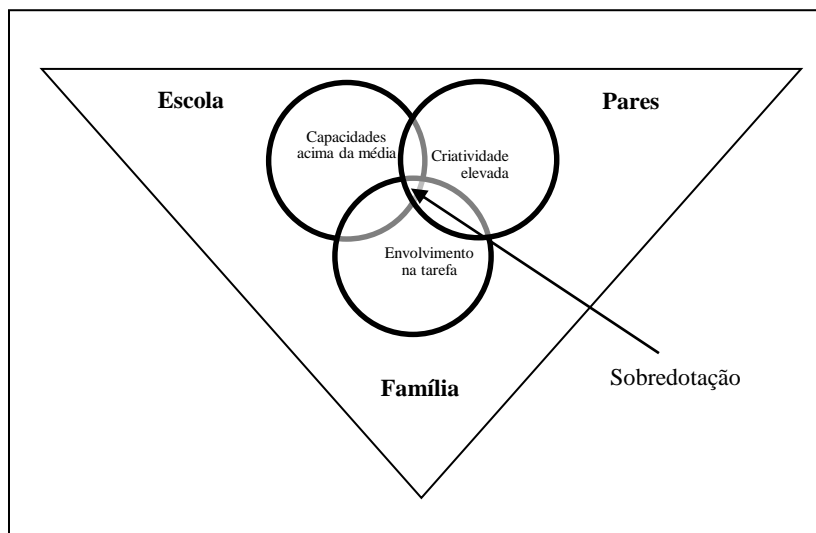 Escola
Pares
Capacidades
acima da média
Criatividade
elevada
Envolvimento
na tarefa
Sobredotação
Família